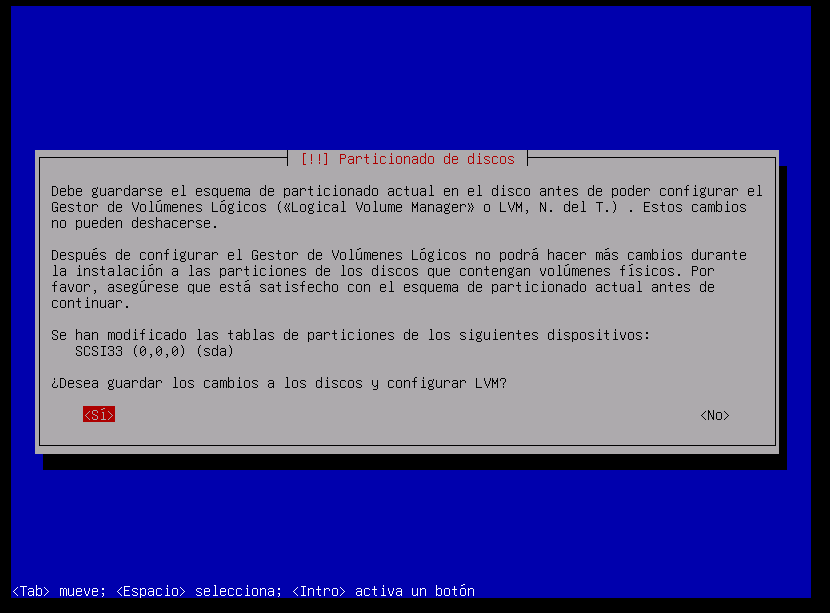 [!!] Particionado de discos
Debe guardarse el esquema de particionado actual en el disco antes de poder configurar el
Gestor de Volúmenes Lógicos («Logical Volume Manager» o LVM, N. del T.) . Estos cambios
no pueden deshacerse.
Después de configurar el Gestor de Volúmenes Lógicos no podrá hacer más cambios durante
la instalación a las particiones de los discos que contengan volúmenes físicos. Por
favor, asegúrese que está satisfecho con el esquema de particionado actual antes de
continuar.
Se han modificado las tablas de particiones de los siguientes dispositivos:
SCSI33 (0,0,0) (sda)
¿Desea guardar los cambios a los discos y configurar LVM?
<Sí> <No>
<Tab> mueve; <Espacio> selecciona; <Intro> activa un botón